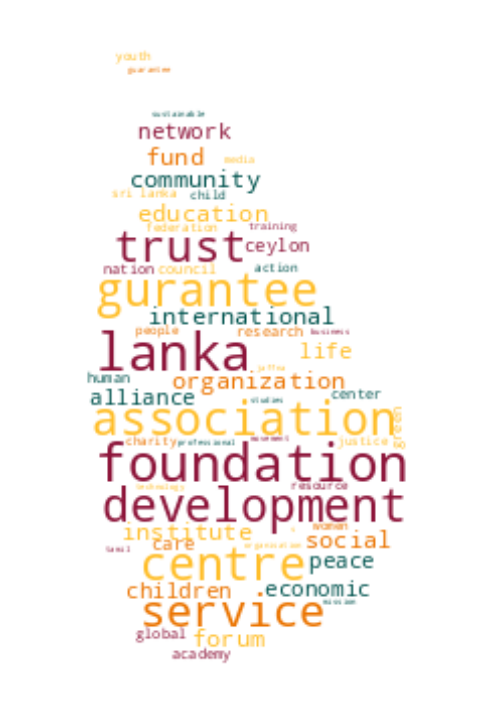 youth
guarantee
sustainable
network
fund media
community
sri lanka child
education
federation training
trust ceylon
nation council action
gurantee
international
people research business
lanka life
jaffna
human organization
alliance studies center
association green
charity professional movement justice
foundation
technology resource
development
institute women
care social
tamil organisation
centre peace
children economic
mission
service
global forum
academy